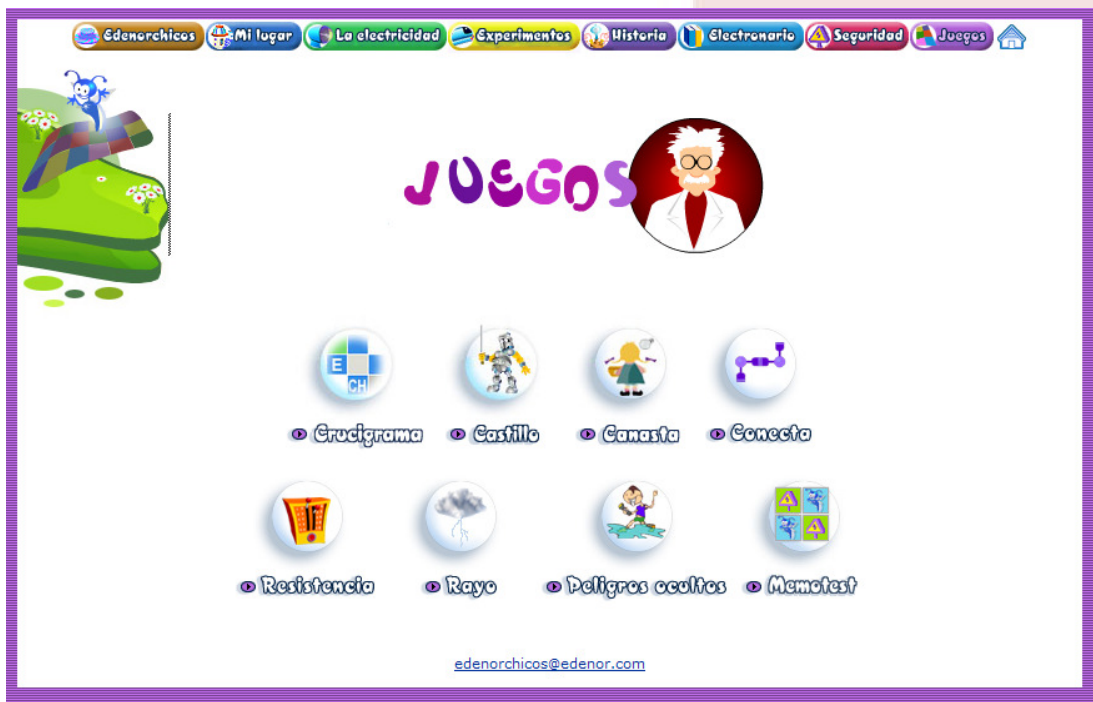 Edenorchicos Mi lugar La electricidad Experimentos Historia Electronario Seguridad Juegos
JUEGOS
E
CH
Crucigrama Castillo Canasta Conecta
Resistencia Rayo Peligros ocultos Memotest
edenorchicos@edenor.com